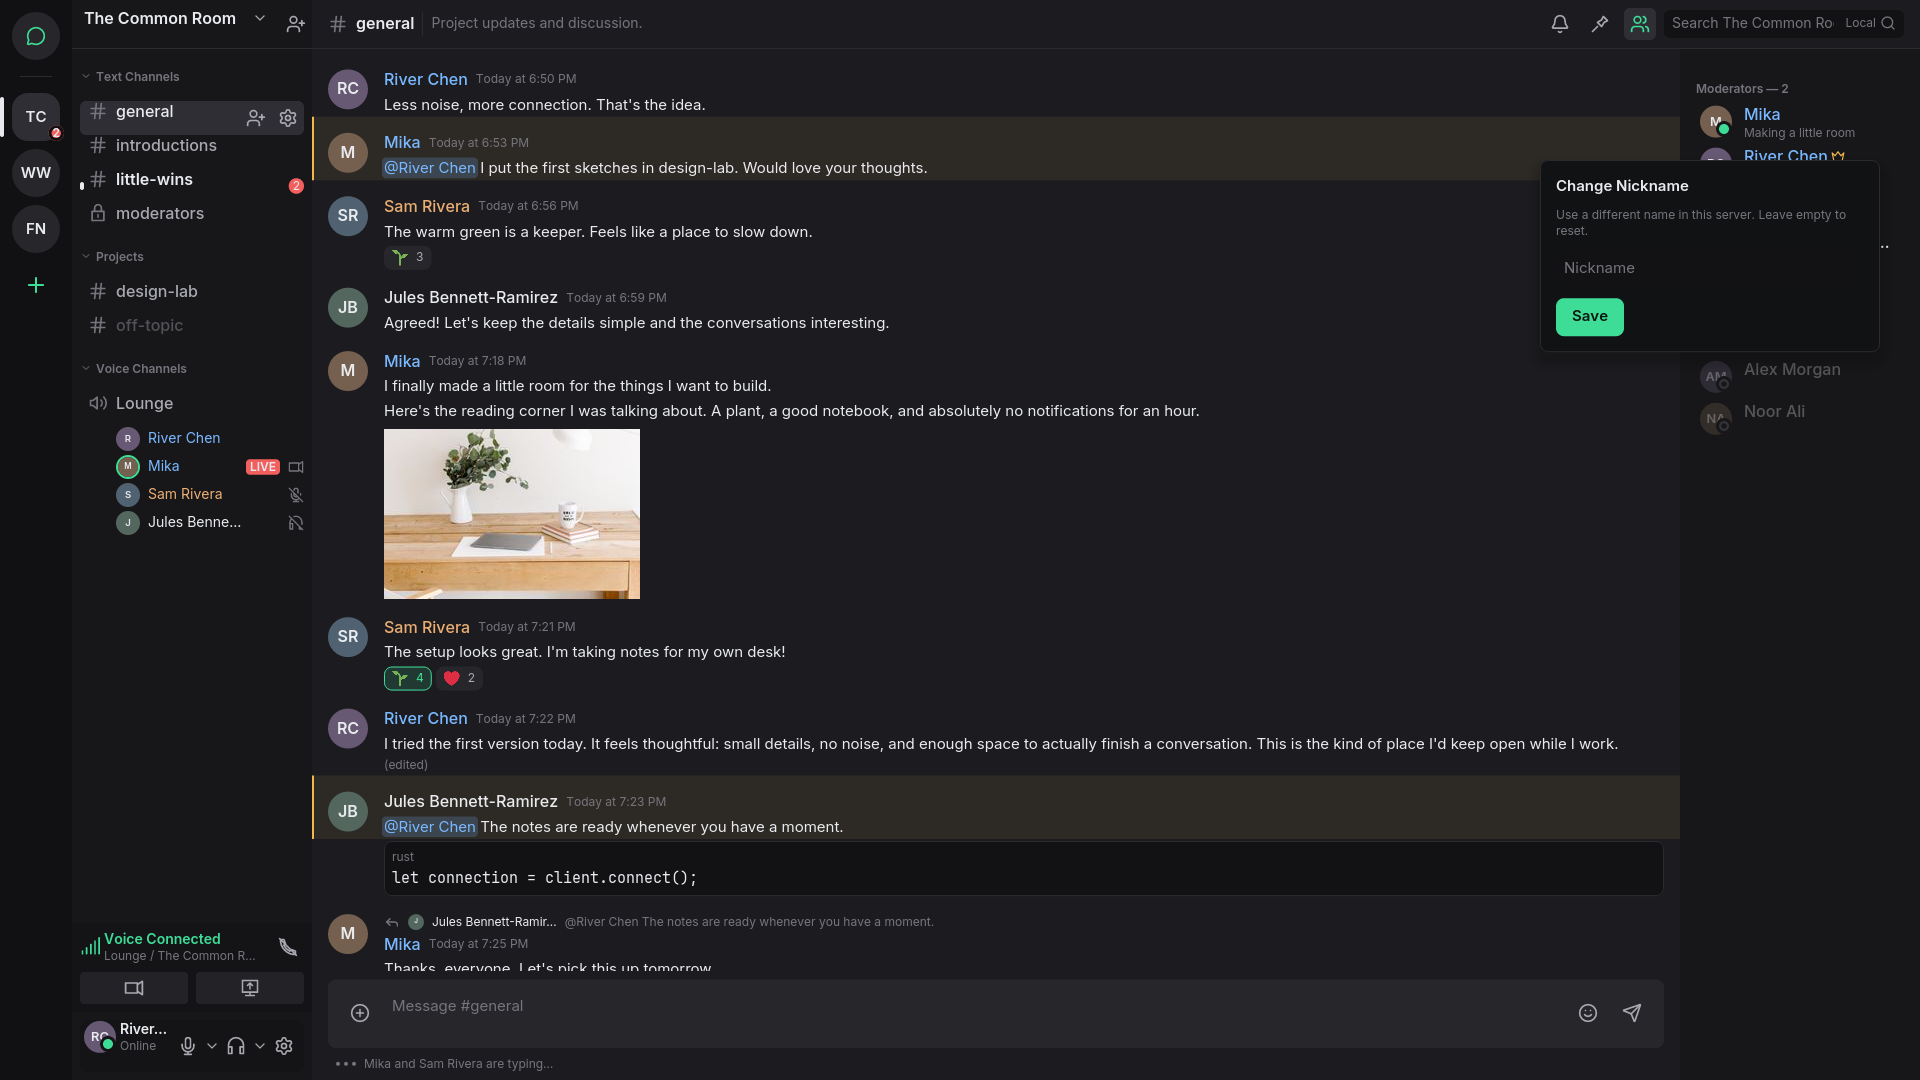 The Common Room
general
Project updates and discussion.
Search The Common Ro
Local
TC
2
WW
FN
Text Channels
general
introductions
little-wins
2
moderators
Projects
design-lab
off-topic
Voice Channels
Lounge
R
River Chen
M
Mika
LIVE
S
Sam Rivera
J
Jules Benne...
Voice Connected
Lounge / The Common R...
RC
River...
Online
RC
River Chen
Today at 6:50 PM
Less noise, more connection. That's the idea.
M
Mika
Today at 6:53 PM
@River Chen I put the first sketches in design-lab. Would love your thoughts.
SR
Sam Rivera
Today at 6:56 PM
The warm green is a keeper. Feels like a place to slow down.
3
JB
Jules Bennett-Ramirez
Today at 6:59 PM
Agreed! Let's keep the details simple and the conversations interesting.
M
Mika
Today at 7:18 PM
I finally made a little room for the things I want to build.
Here's the reading corner I was talking about. A plant, a good notebook, and absolutely no notifications for an hour.
SR
Sam Rivera
Today at 7:21 PM
The setup looks great. I'm taking notes for my own desk!
4
2
RC
River Chen
Today at 7:22 PM
I tried the first version today. It feels thoughtful: small details, no noise, and enough space to actually finish a conversation. This is the kind of place I'd keep open while I work.
(edited)
JB
Jules Bennett-Ramirez
Today at 7:23 PM
@River Chen The notes are ready whenever you have a moment.
rust
let connection = client.connect();
J
Jules Bennett-Ramir...
@River Chen The notes are ready whenever you have a moment.
M
Mika
Today at 7:25 PM
Thanks, everyone. Let's pick this up tomorrow.
Message #general
Mika and Sam Rivera are typing...
Moderators — 2
M
Mika
Making a little room
River Chen
Change Nickname
Use a different name in this server. Leave empty to
reset.
Nickname
Save
AM
Alex Morgan
NA
Noor Ali